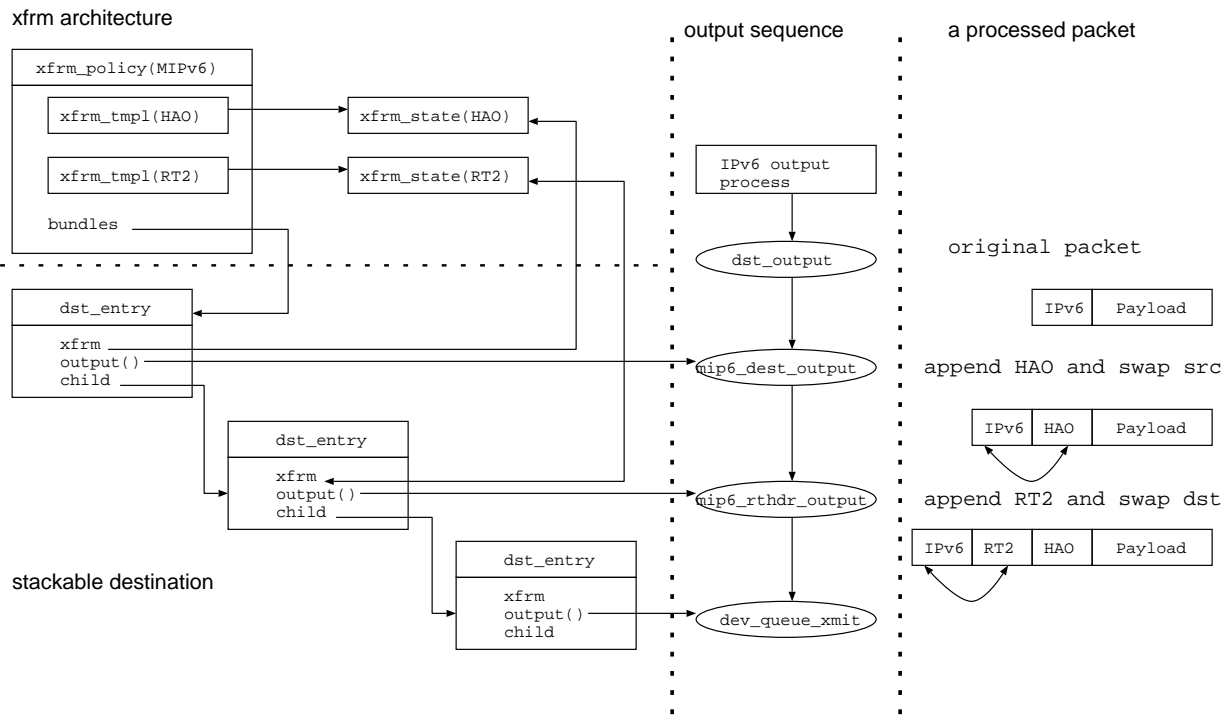 xfrm architecture
xfrm_policy(MIPv6)
xfrm_tmpl(HAO)
xfrm_state(HAO)
xfrm_tmpl(RT2)
xfrm_state(RT2)
bundles
dst_entry
xfrm
output()
child
dst_entry
xfrm
output()
child
dst_entry
xfrm
output()
child
stackable destination
output sequence
IPv6 output
process
dst_output
mip6_dest_output
mip6_rthdr_output
dev_queue_xmit
a processed packet
original packet
IPv6 Payload
append HAO and swap src
IPv6 HAO Payload
append RT2 and swap dst
IPv6 RT2 HAO Payload